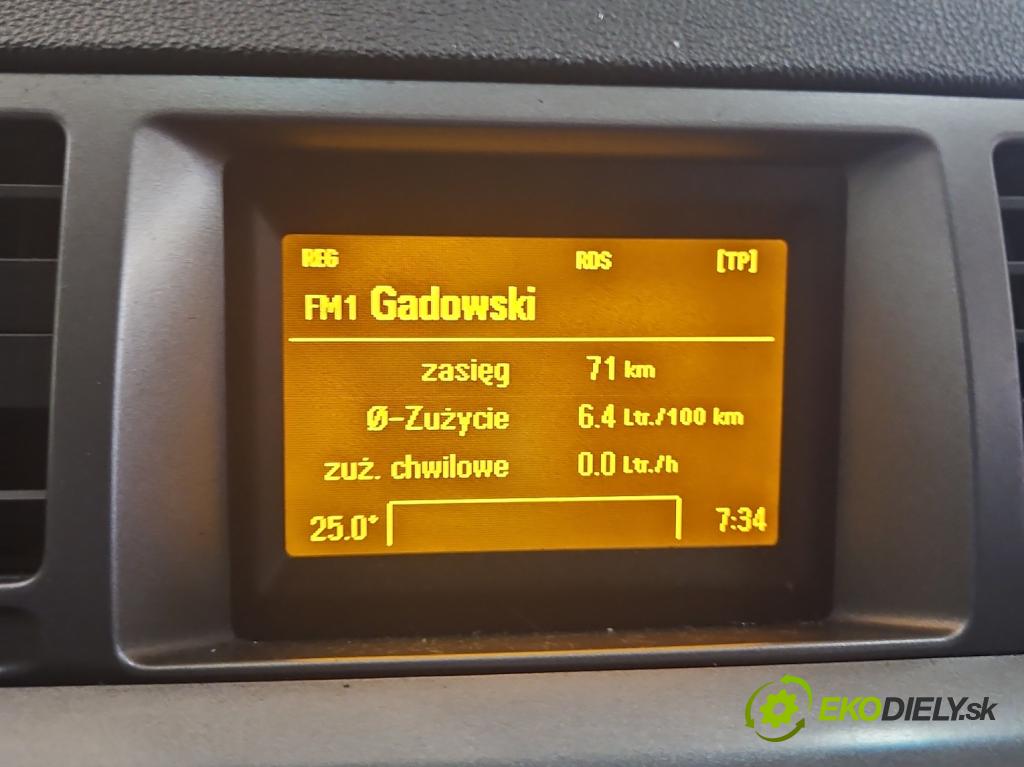 REG RDS [TP]
FM1 Gadowski
zasięg 71 km
Ø-Zużycie 6.4 Ltr./100 km
zuż. chwilowe 0.0 Ltr./h
25.0° 7:34
EKODIELY.sk